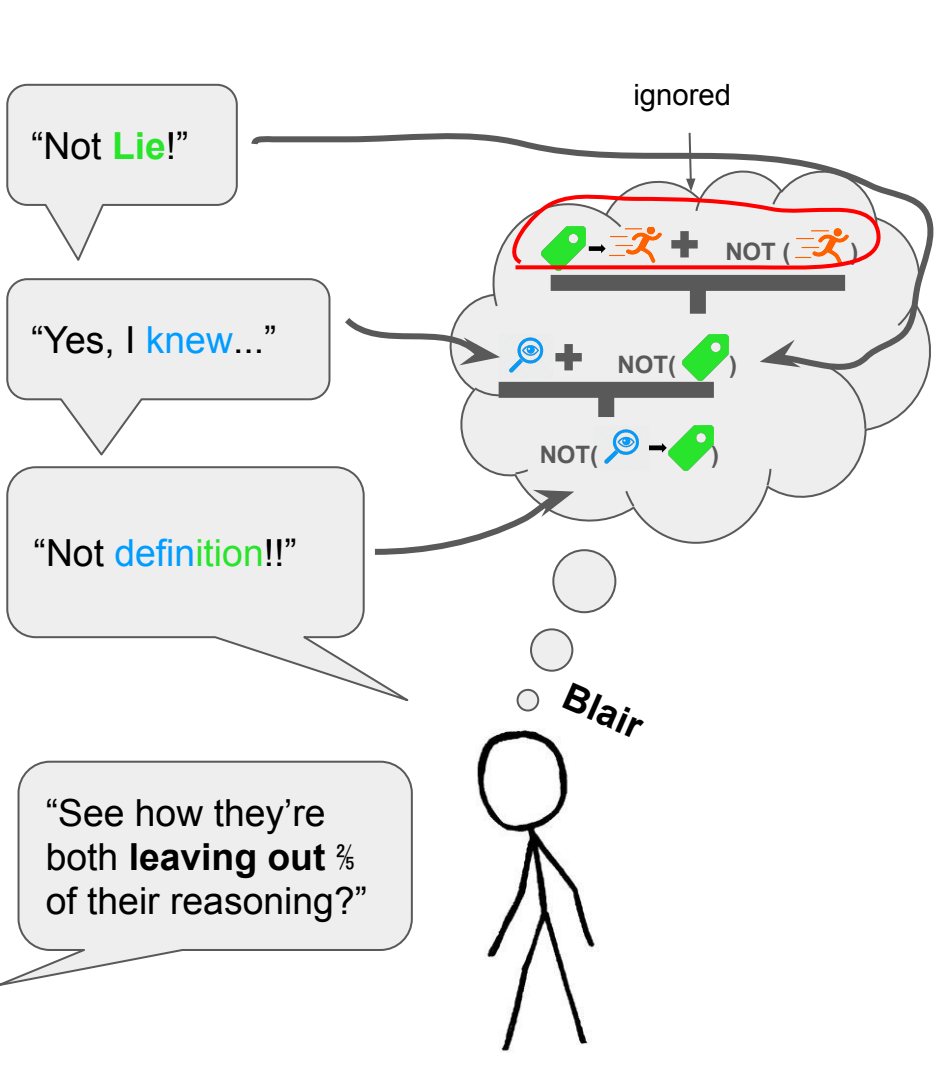 ignored
“Not Lie!”
NOT ( )
“Yes, I knew...”
NOT( )
NOT( )
“Not definition!!”
Blair
“See how they’re
both leaving out ⅖
of their reasoning?”